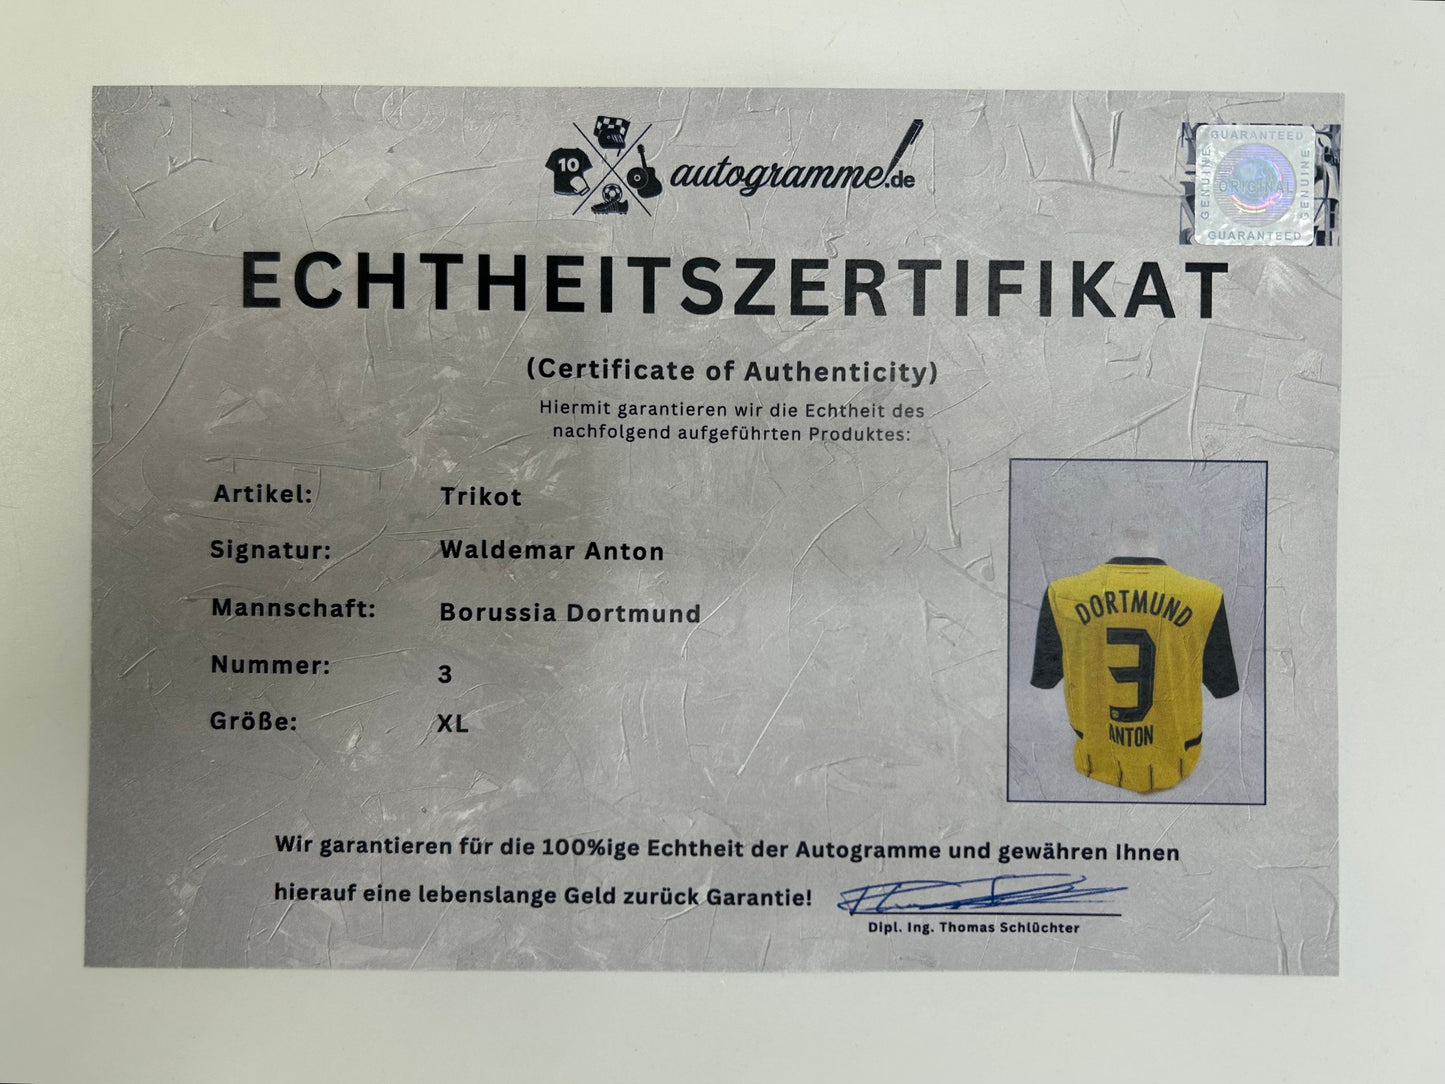 10
autogramme.de
GUARANTEED
GENUINE
ORIGINAL
GENUINE
GUARANTEED
ECHTHEITSZERTIFIKAT
(Certificate of Authenticity)
Hiermit garantieren wir die Echtheit des
nachfolgend aufgeführten Produktes:
Artikel: Trikot
Signatur: Waldemar Anton
Mannschaft: Borussia Dortmund
Nummer: 3
Größe: XL
DORTMUND
3
ANTON
Wir garantieren für die 100%ige Echtheit der Autogramme und gewähren Ihnen
hierauf eine lebenslange Geld zurück Garantie!
Dipl. Ing. Thomas Schlüchter